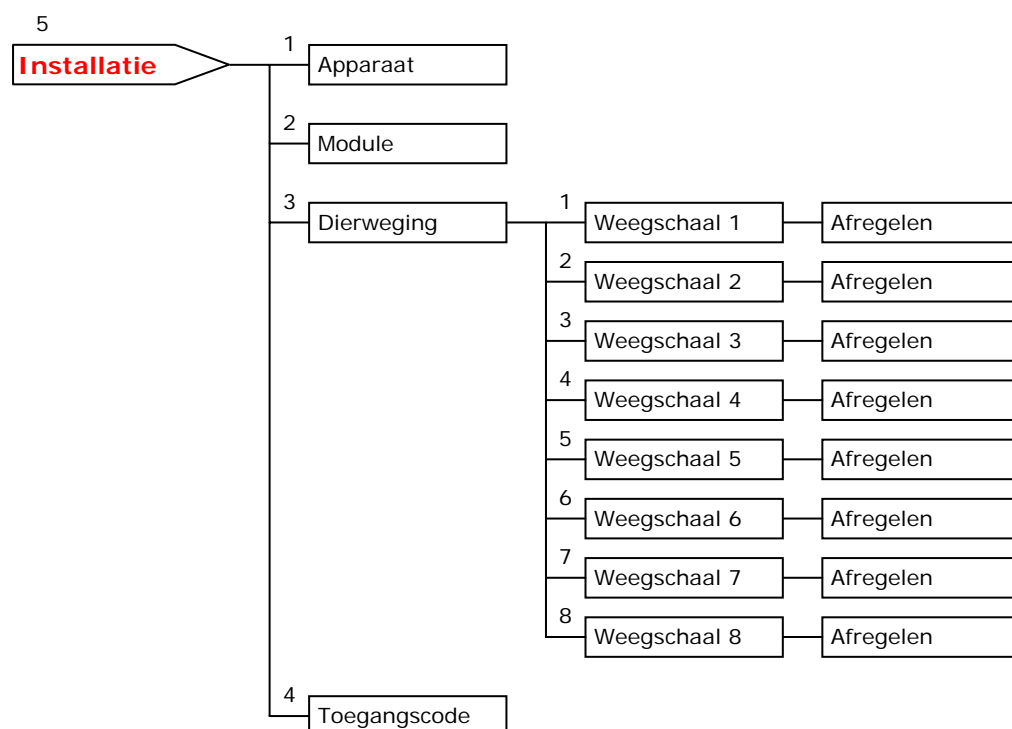 5
Installatie
1
Apparaat
2
Module
3
Dierweging
1
Weegschaal 1
Afregelen
2
Weegschaal 2
Afregelen
3
Weegschaal 3
Afregelen
4
Weegschaal 4
Afregelen
5
Weegschaal 5
Afregelen
6
Weegschaal 6
Afregelen
7
Weegschaal 7
Afregelen
8
Weegschaal 8
Afregelen
4
Toegangscode